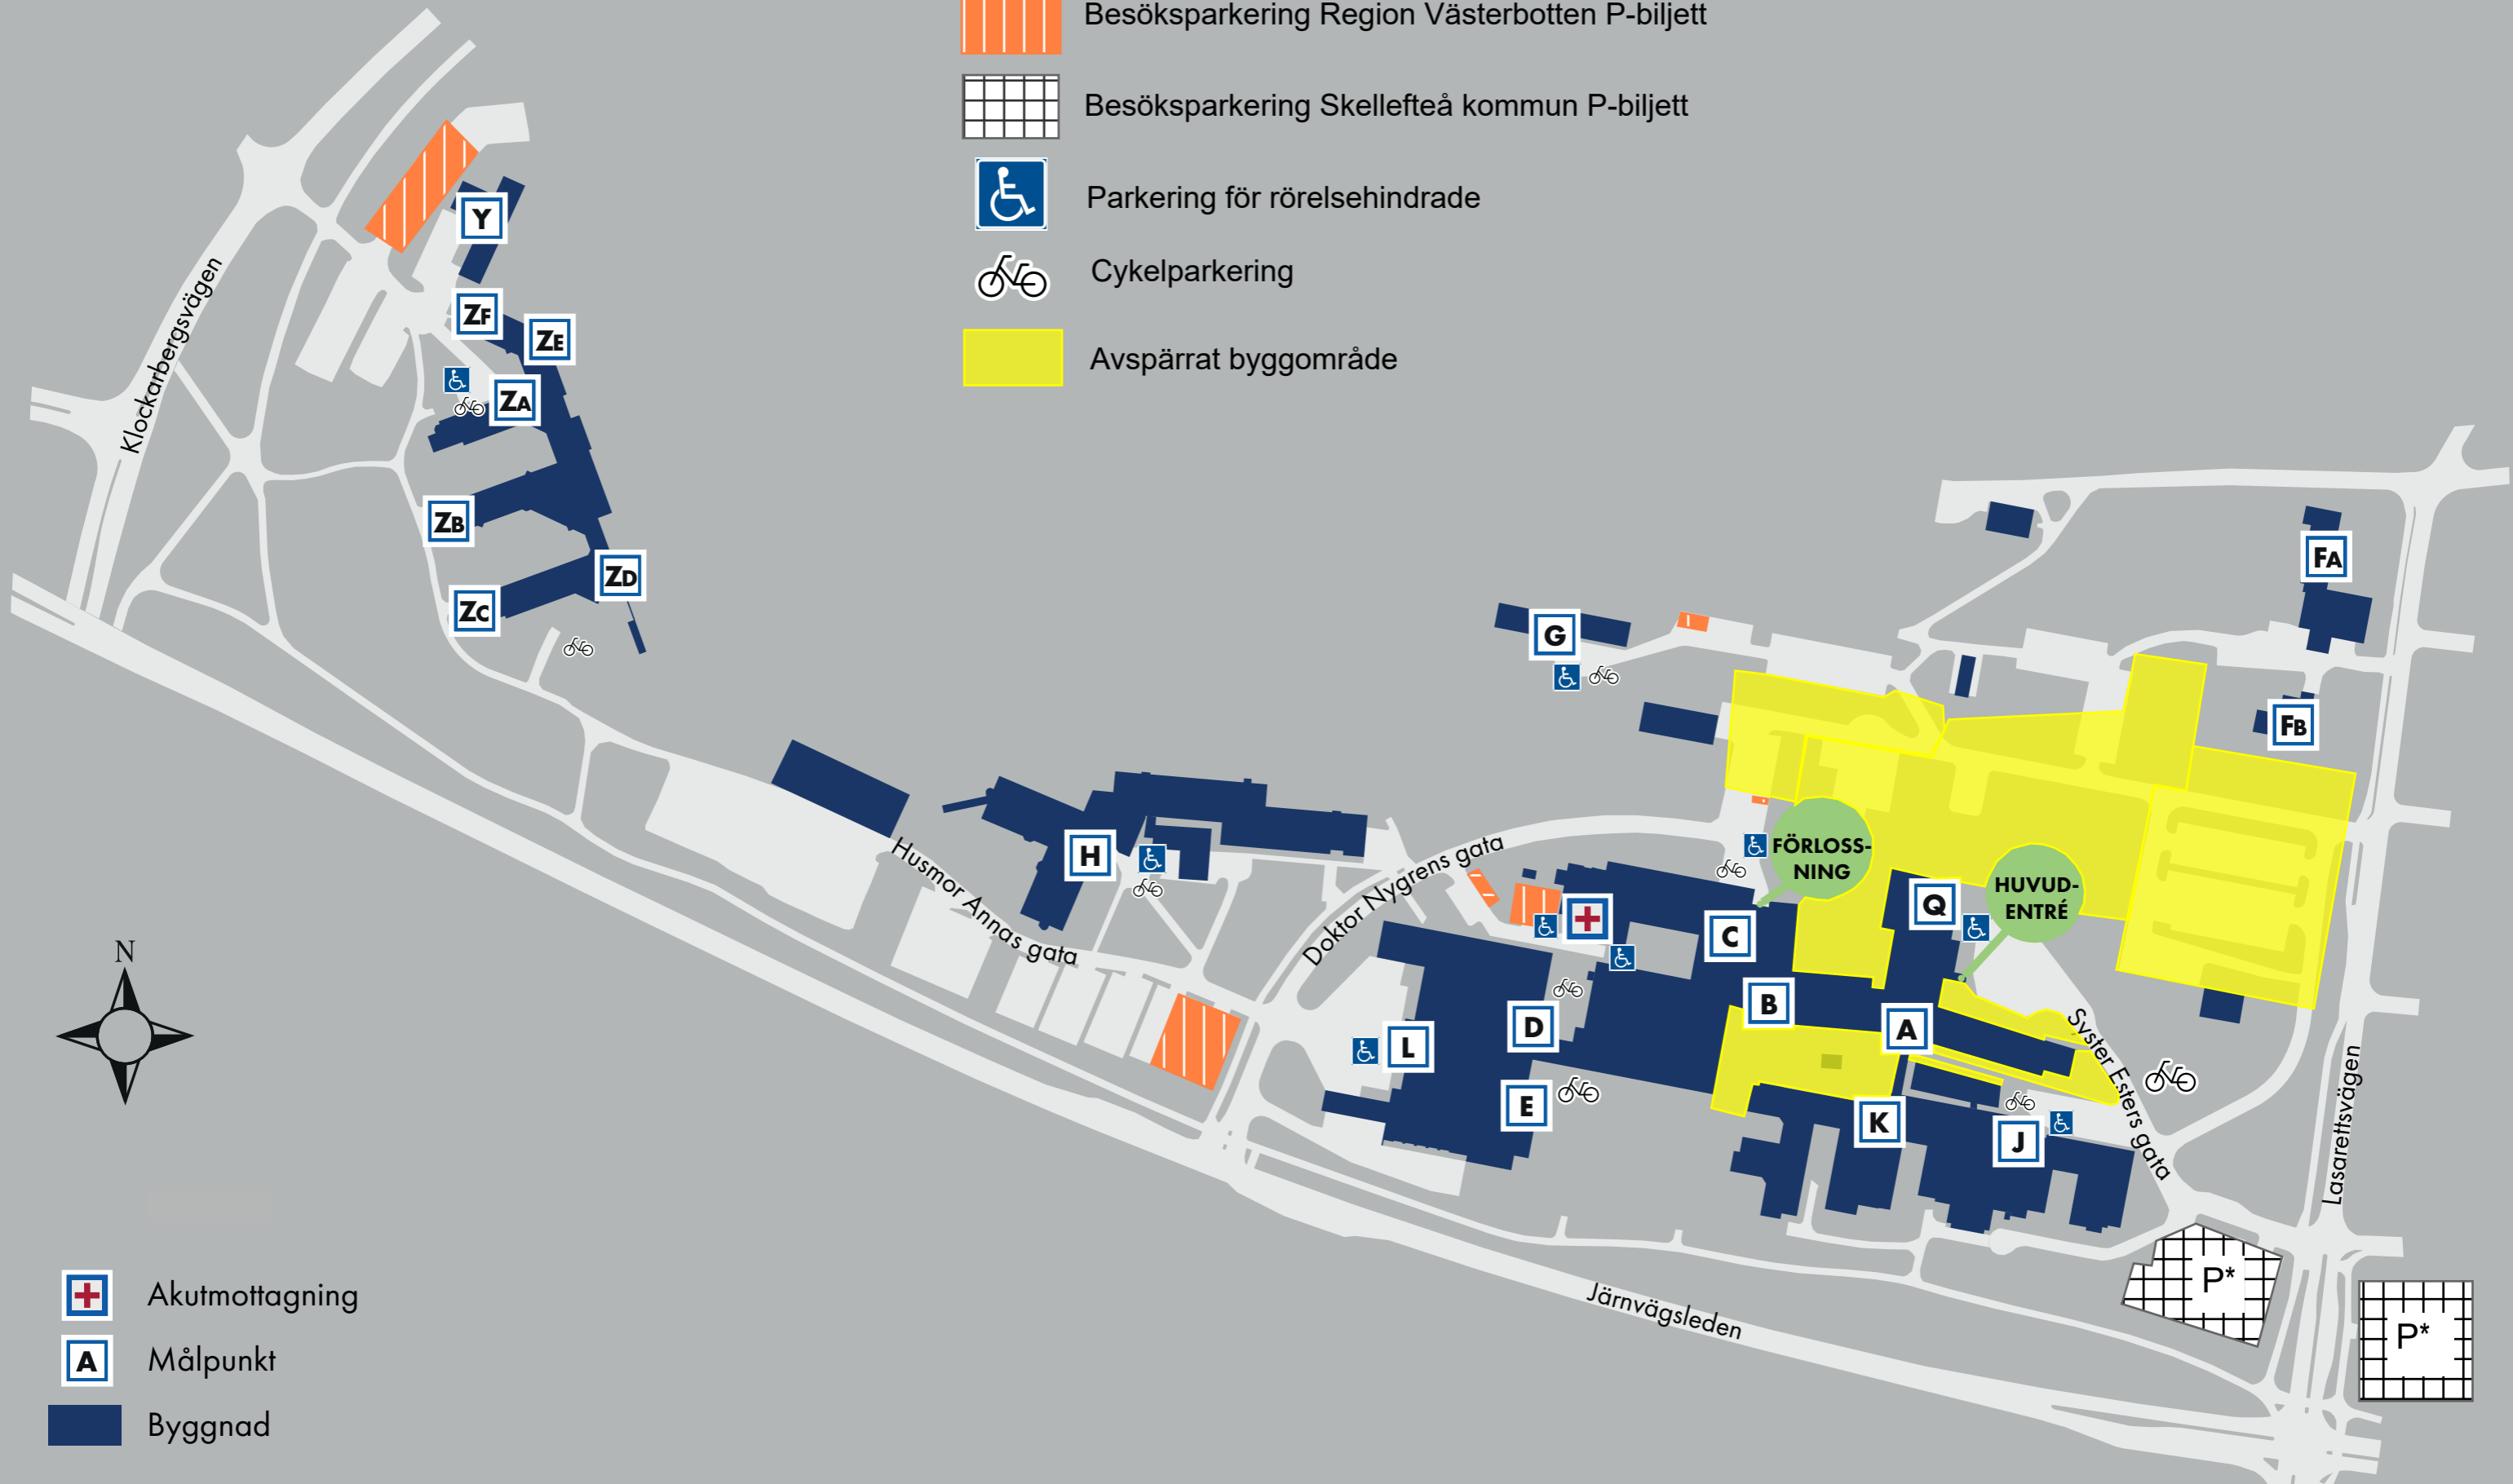 Besöksparkering Region Västerbotten P-biljett
Besöksparkering Skellefteå kommun P-biljett
Parkering för rörelsehindrade
Cykelparkering
Avspärrat byggområde
Y
ZF
ZE
ZA
ZB
ZD
ZC
Klockarbergsvägen
FA
G
FB
H
Husmor Annas gata
Doktor Nygrens gata
FÖRLOSS-
NING
HUVUD-
ENTRÉ
Q
C
B
A
D
L
E
K
J
Syster Esters gata
Lasarettsvägen
Järnvägsleden
P*
P*
N
Akutmottagning
A
Målpunkt
Byggnad